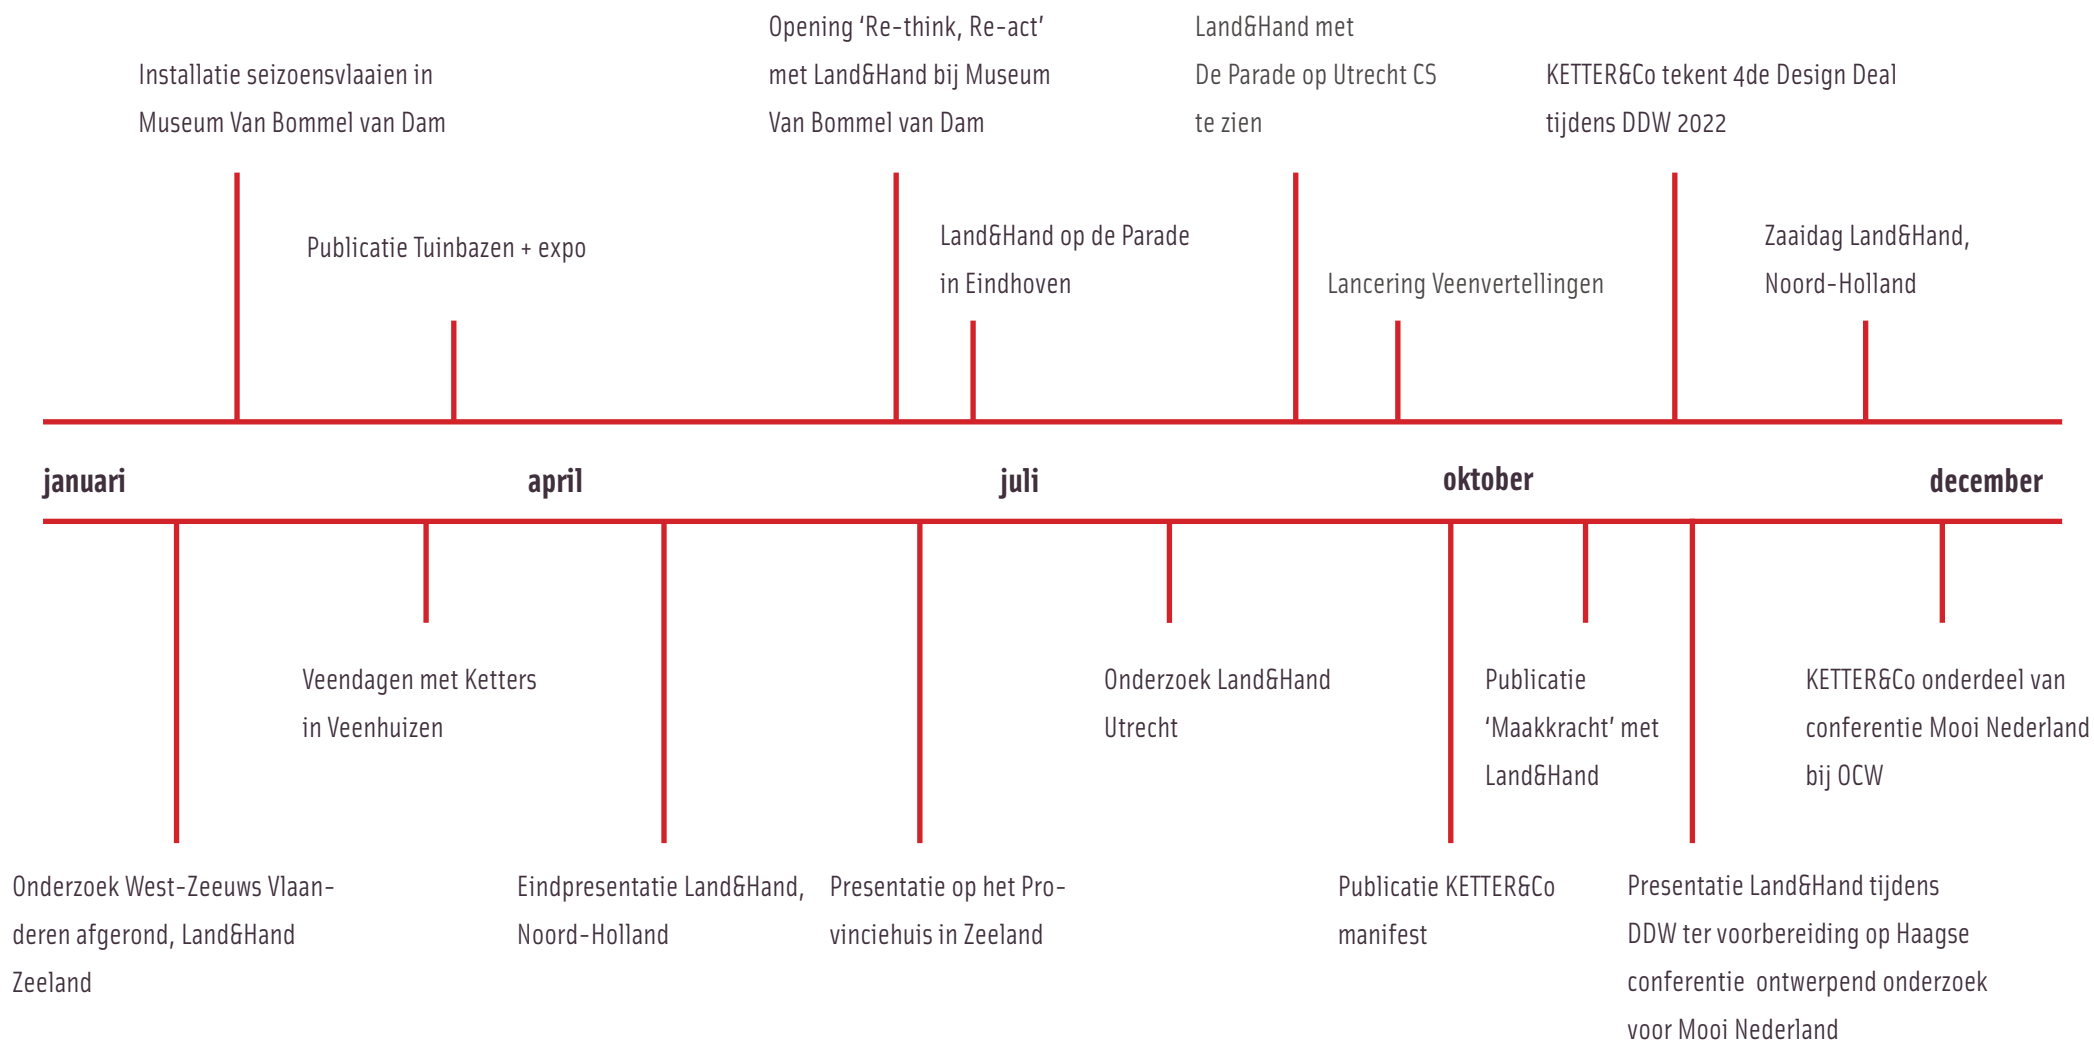 Installatie seizoensvlaaien in
Museum Van Bommel van Dam
Publicatie Tuinbazen + expo
Opening ‘Re-think, Re-act’
met Land&Hand bij Museum
Van Bommel van Dam
Land&Hand op de Parade
in Eindhoven
Land&Hand met
De Parade op Utrecht CS
te zien
Lancering Veenvertellingen
KETTER&Co tekent 4de Design Deal
tijdens DDW 2022
Zaaidag Land&Hand,
Noord-Holland
januari
april
juli
oktober
december
Onderzoek West-Zeeuws Vlaan-
deren afgerond, Land&Hand
Zeeland
Veendagen met Ketters
in Veenhuizen
Eindpresentatie Land&Hand,
Noord-Holland
Presentatie op het Pro-
vinciehuis in Zeeland
Onderzoek Land&Hand
Utrecht
Publicatie KETTER&Co
manifest
Publicatie
‘Maakkracht’ met
Land&Hand
Presentatie Land&Hand tijdens
DDW ter voorbereiding op Haagse
conferentie  ontwerpend onderzoek
voor Mooi Nederland
KETTER&Co onderdeel van
conferentie Mooi Nederland
bij OCW